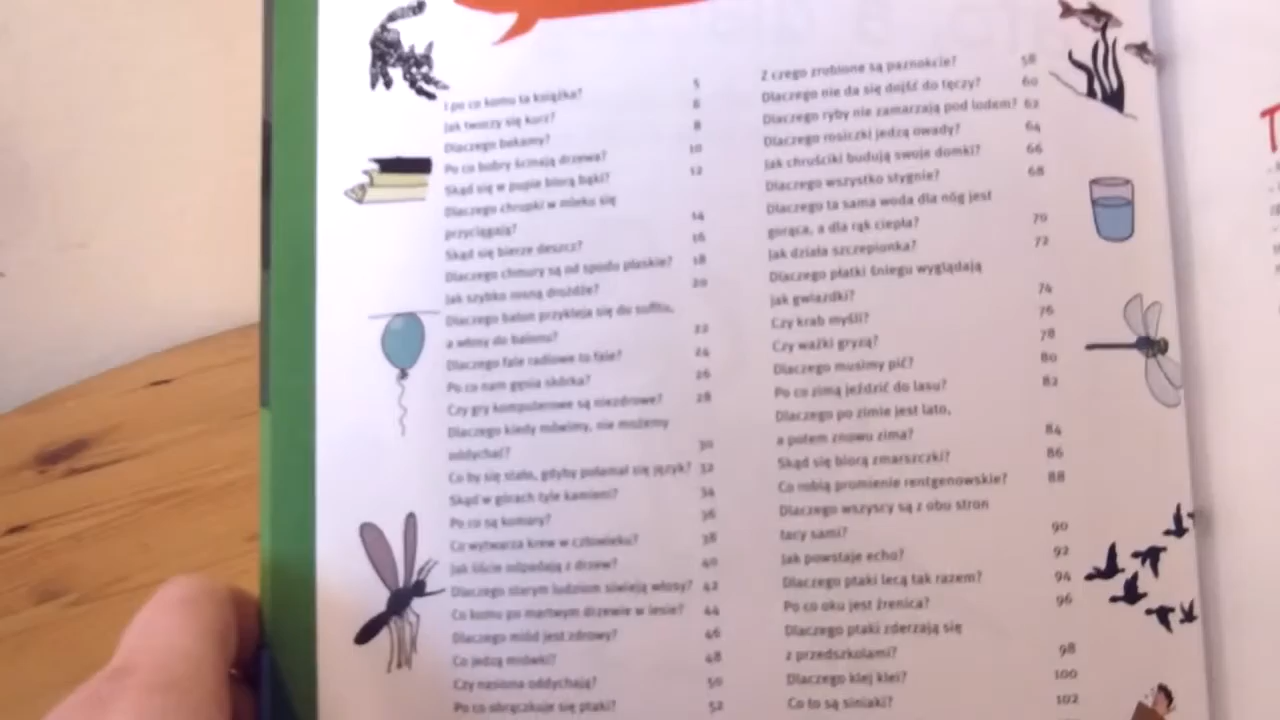 I po co komu ta książka? 5
Jak tworzy się kurz? 6
Dlaczego bekamy? 8
Po co bobry ścinają drzewa? 10
Skąd się w pupie biorą bąki? 12
Dlaczego chrupki w mleku się
przyciągają? 14
Skąd się bierze deszcz? 16
Dlaczego chmury są od spodu płaskie? 18
Jak szybko rosną drożdże? 20
Dlaczego balon przykleja się do sufitu,
a włosy do balonu? 22
Dlaczego fale radiowe to fale? 24
Po co nam gęsia skórka? 26
Czy gry komputerowe są niezdrowe? 28
Dlaczego kiedy mówimy, nie możemy
oddychać? 30
Co by się stało, gdyby połamał się język? 32
Skąd w górach tyle kamieni? 34
Po co są komary? 36
Co wytwarza krew w człowieku? 38
Jak liście odpadają z drzew? 40
Dlaczego starym ludziom siwieją włosy? 42
Co komu po martwym drzewie w lesie? 44
Dlaczego miód jest zdrowy? 46
Co jedzą mrówki? 48
Czy nasiona oddychają? 50
Po co obrączkuje się ptaki? 52
Z czego zrobione są paznokcie? 58
Dlaczego nie da się dojść do tęczy? 60
Dlaczego ryby nie zamarzają pod lodem? 62
Dlaczego rosiczki jedzą owady? 64
Jak chruściki budują swoje domki? 66
Dlaczego wszystko stygnie? 68
Dlaczego ta sama woda dla nóg jest
gorąca, a dla rąk ciepła? 70
Jak działa szczepionka? 72
Dlaczego płatki śniegu wyglądają
jak gwiazdki? 74
Czy krab myśli? 76
Czy ważki gryzą? 78
Dlaczego musimy pić? 80
Po co zimą jeździć do lasu? 82
Dlaczego po zimie jest lato,
a potem znowu zima? 84
Skąd się biorą zmarszczki? 86
Co robią promienie rentgenowskie? 88
Dlaczego wszyscy są z obu stron
tacy sami? 90
Jak powstaje echo? 92
Dlaczego ptaki lecą tak razem? 94
Po co oku jest źrenica? 96
Dlaczego ptaki zderzają się
z przedszkolami? 98
Dlaczego klej klei? 100
Co to są siniaki? 102